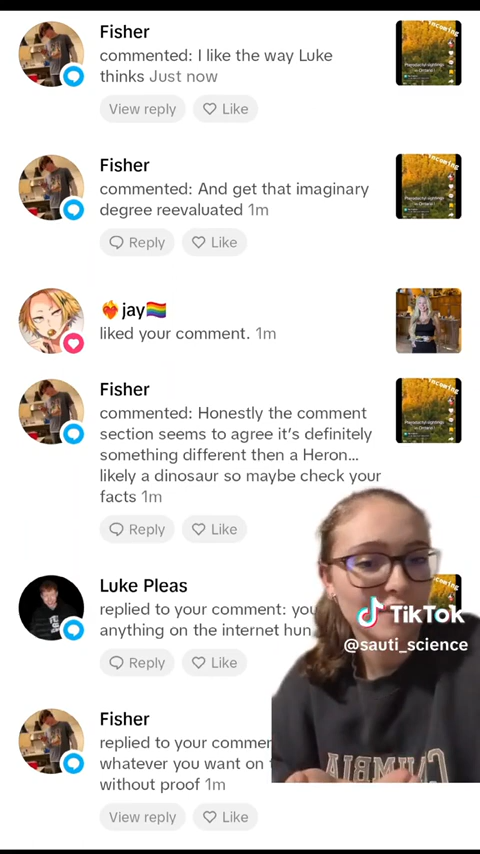 Fisher
commented: I like the way Luke
thinks Just now
View reply
Like
incoming
Fisher
commented: And get that imaginary
degree reevaluated 1m
Reply
Like
incoming
❤️‍🔥jay🏳️‍🌈
liked your comment. 1m
Fisher
commented: Honestly the comment
section seems to agree it's definitely
something different then a Heron...
likely a dinosaur so maybe check your
facts 1m
Reply
Like
incoming
Luke Pleas
replied to your comment: you
anything on the internet hun
Reply
Like
TikTok
@sauti_science
Fisher
replied to your commen
whatever you want on
without proof 1m
View reply
Like